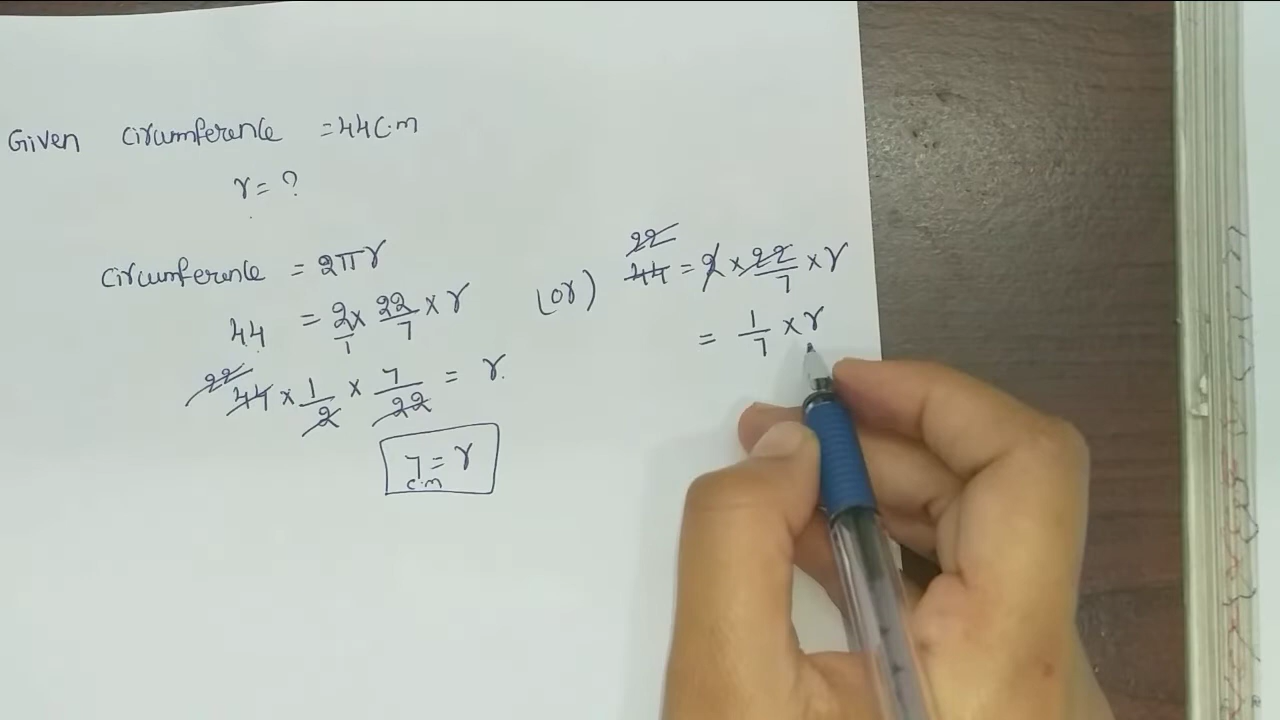 Given circumference = 44 c.m
r = ?
circumference = 2πr
44 = 2/1 × 22/7 × r
22
44 × 1/2 × 7/22 = r
7 = r
c.m
(or)
22
44 = 2 × 22/7 × r
= 1/7 × r